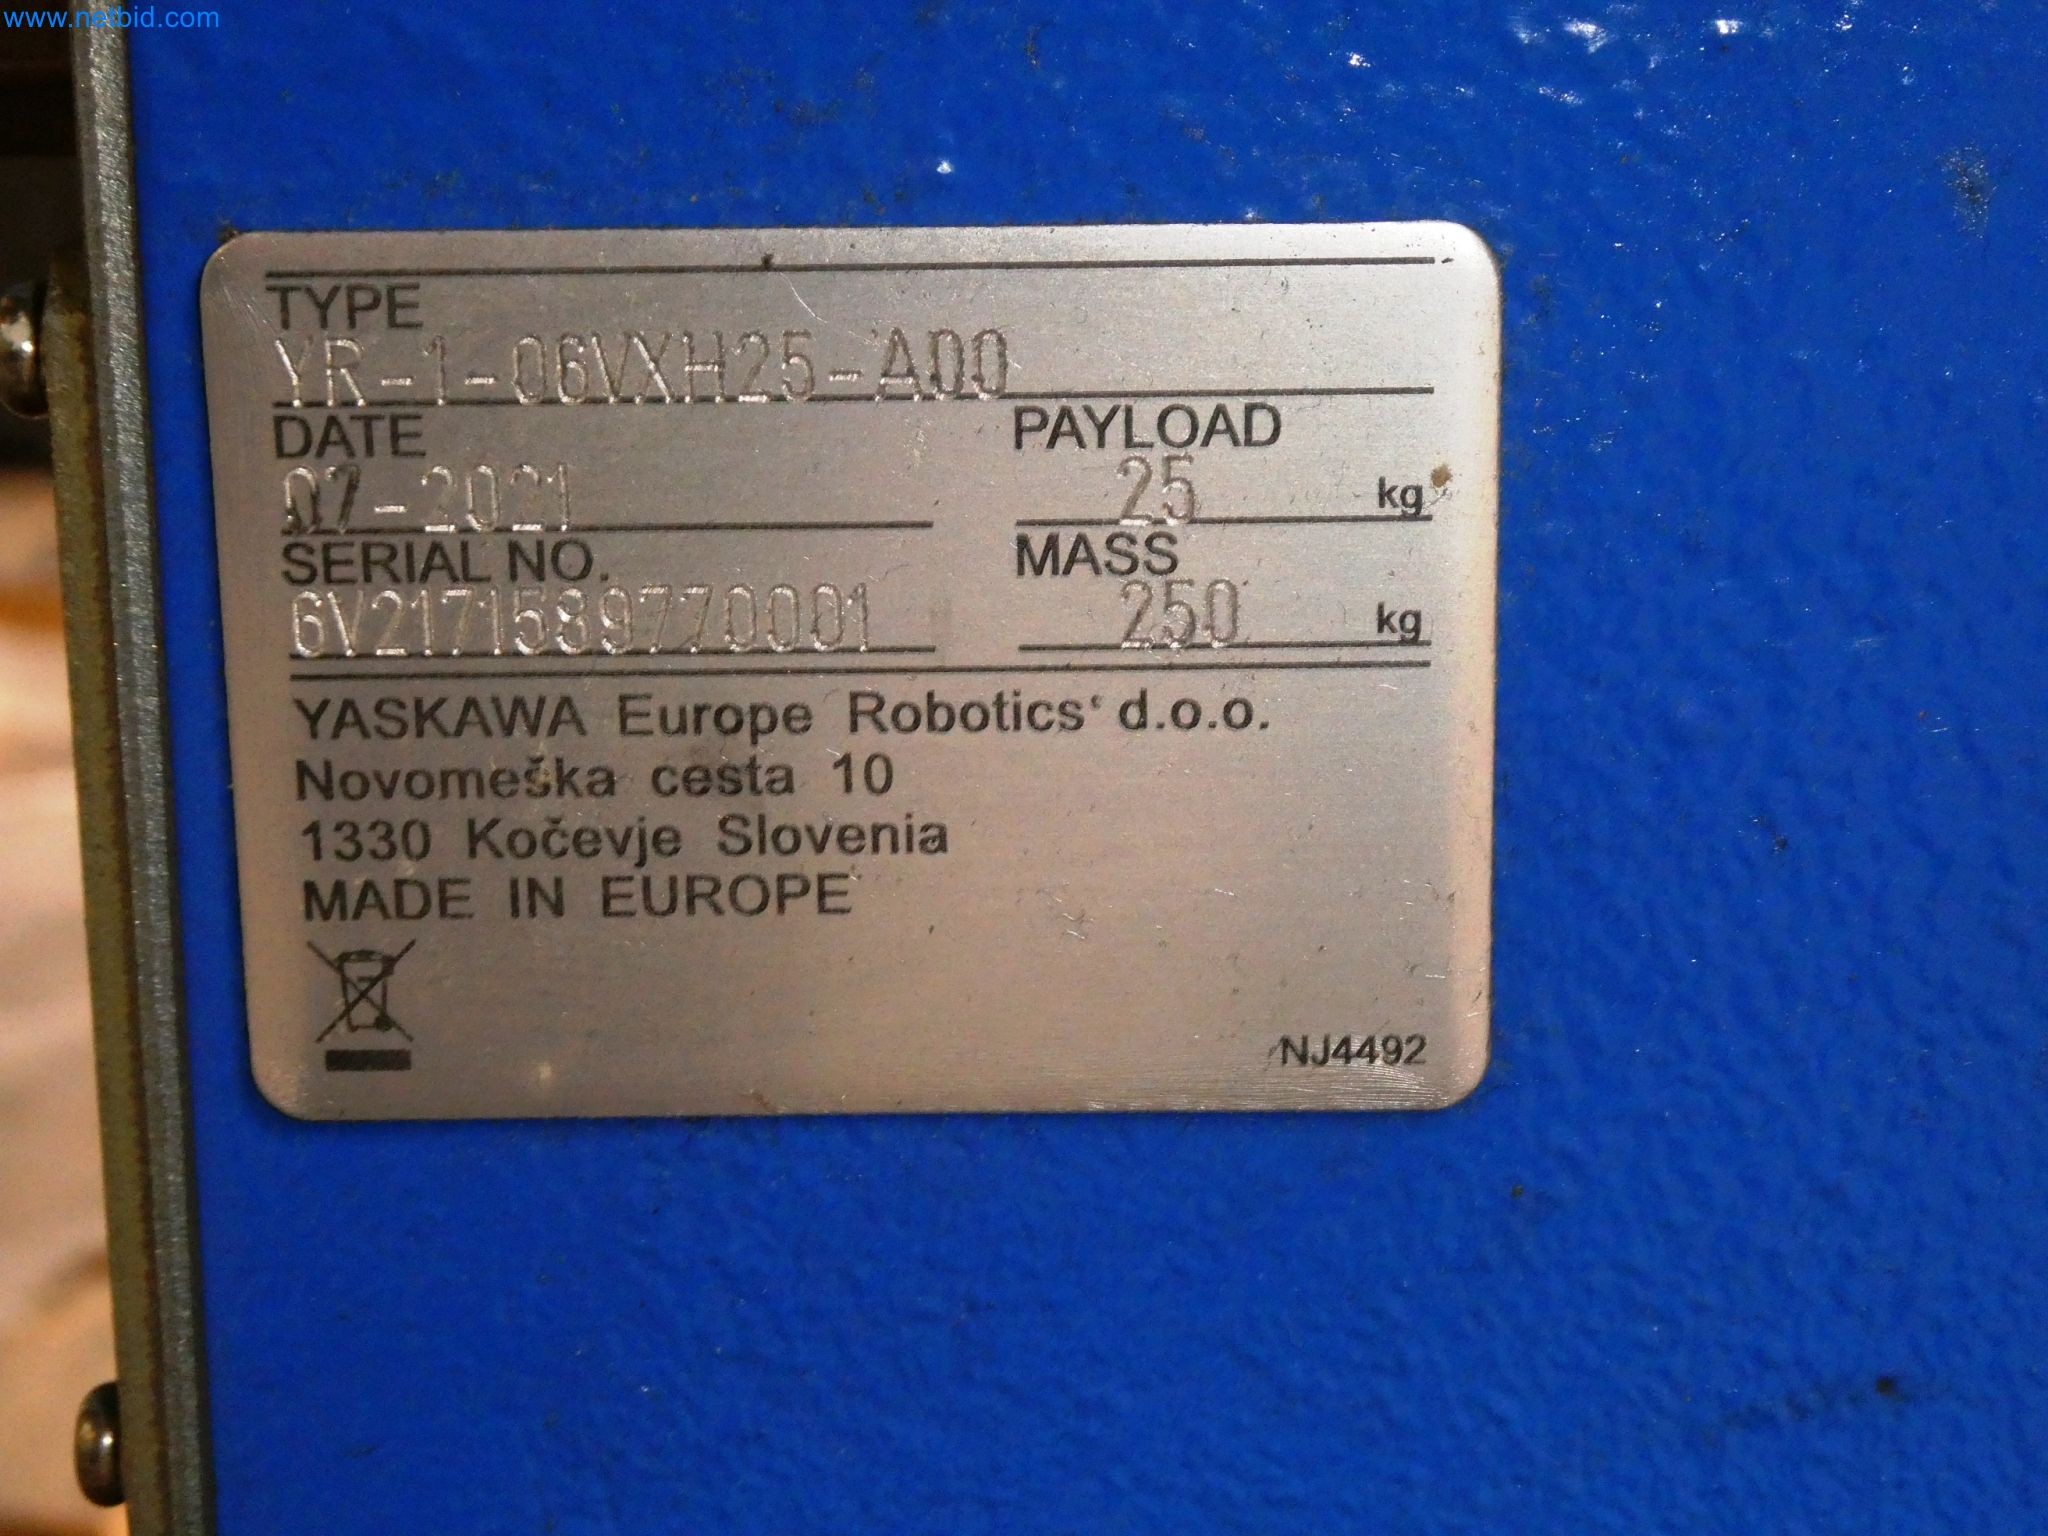 www.netbid.com
TYPE
YR-1-06VXH25-A00
DATE
07-2021
PAYLOAD
25 kg
SERIAL NO.
6V2171589770001
MASS
250 kg
YASKAWA Europe Robotics d.o.o.
Novomeška cesta 10
1330 Kočevje Slovenia
MADE IN EUROPE
NJ4492